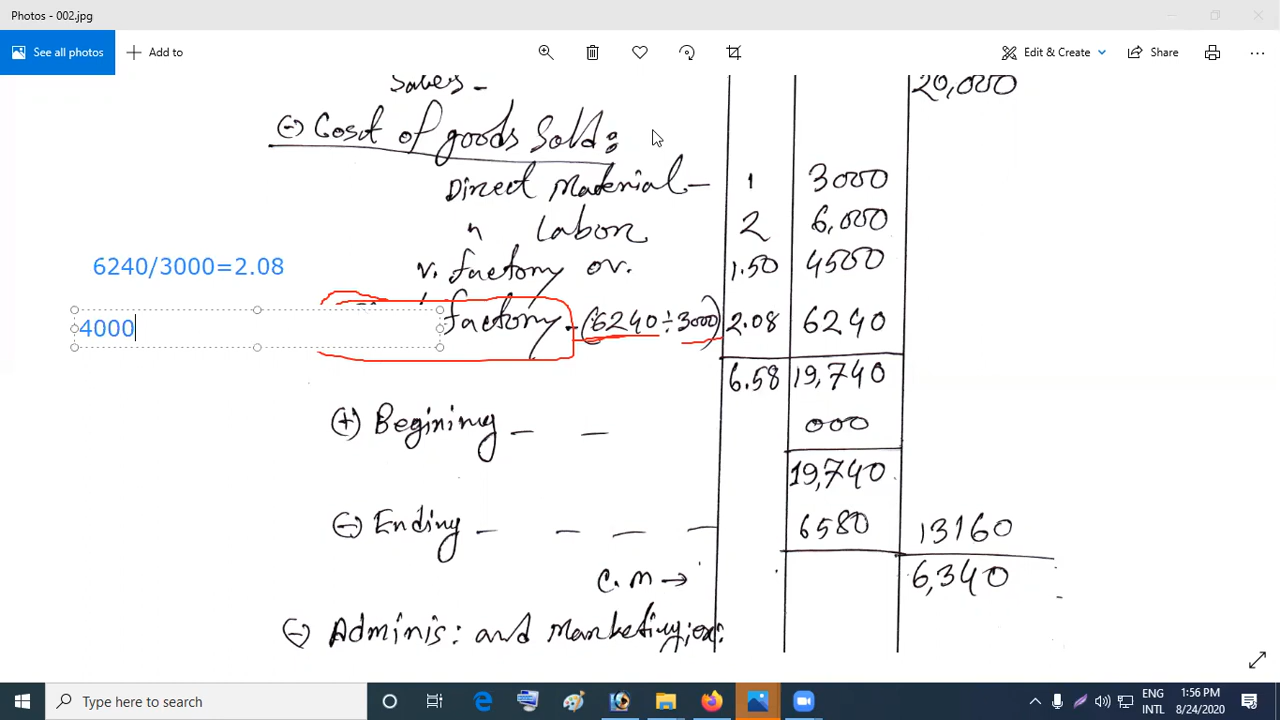 Photos - 002.jpg
See all photos
Add to
Edit & Create
Share
Sales -
20,000
(-) Cost of goods Sold:
Direct Material - 1 3000
" Labor 2 6,000
v. factory ov. 1.50 4500
6240/3000=2.08
factory - (6240÷3000) 2.08 6240
4000
6.58 19,740
(+) Begining - - 000
19,740
(-) Ending - - - - 6580 13160
C.M → 6,340
(-) Adminis: and marketing; ex:
Type here to search
ENG
INTL
1:56 PM
8/24/2020